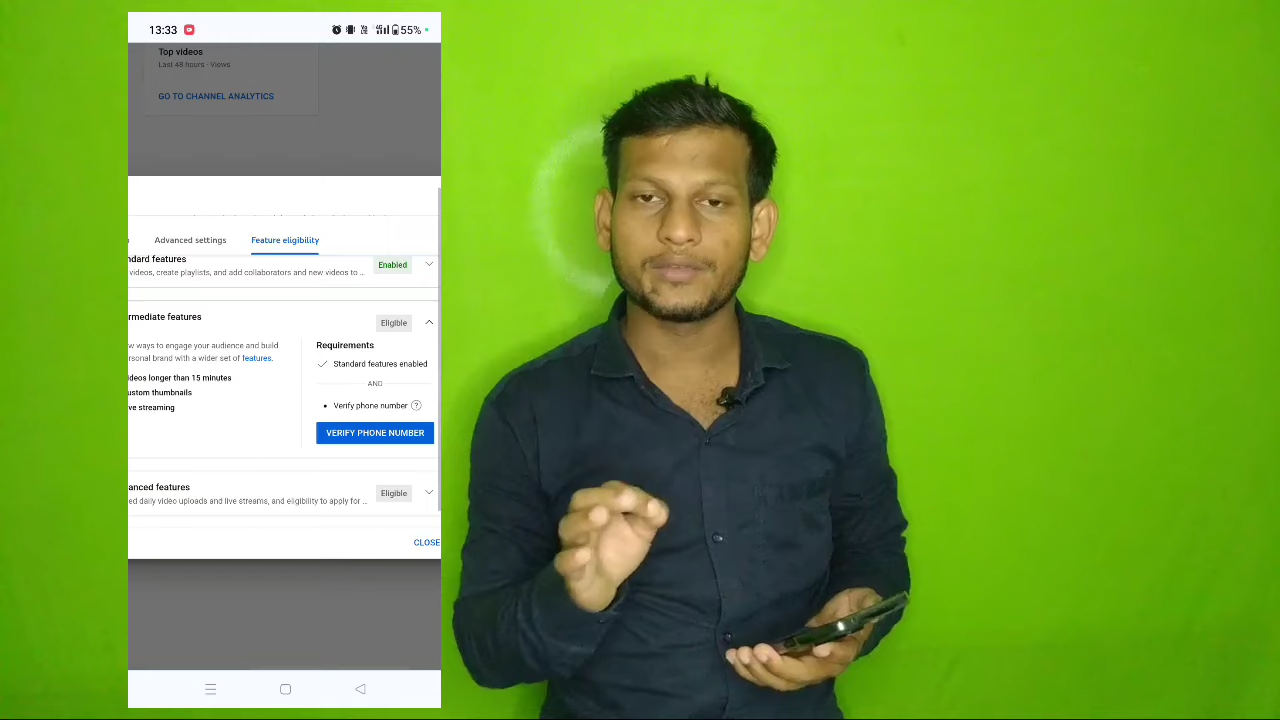 13:33
55%
Top videos
Last 48 hours · Views
GO TO CHANNEL ANALYTICS
Advanced settings
Feature eligibility
ndard features
Enabled
videos, create playlists, and add collaborators and new videos to ...
rmediate features
Eligible
w ways to engage your audience and build
rsonal brand with a wider set of features.
ideos longer than 15 minutes
ustom thumbnails
ve streaming
Requirements
Standard features enabled
AND
• Verify phone number ?
VERIFY PHONE NUMBER
anced features
Eligible
ed daily video uploads and live streams, and eligibility to apply for ...
CLOSE